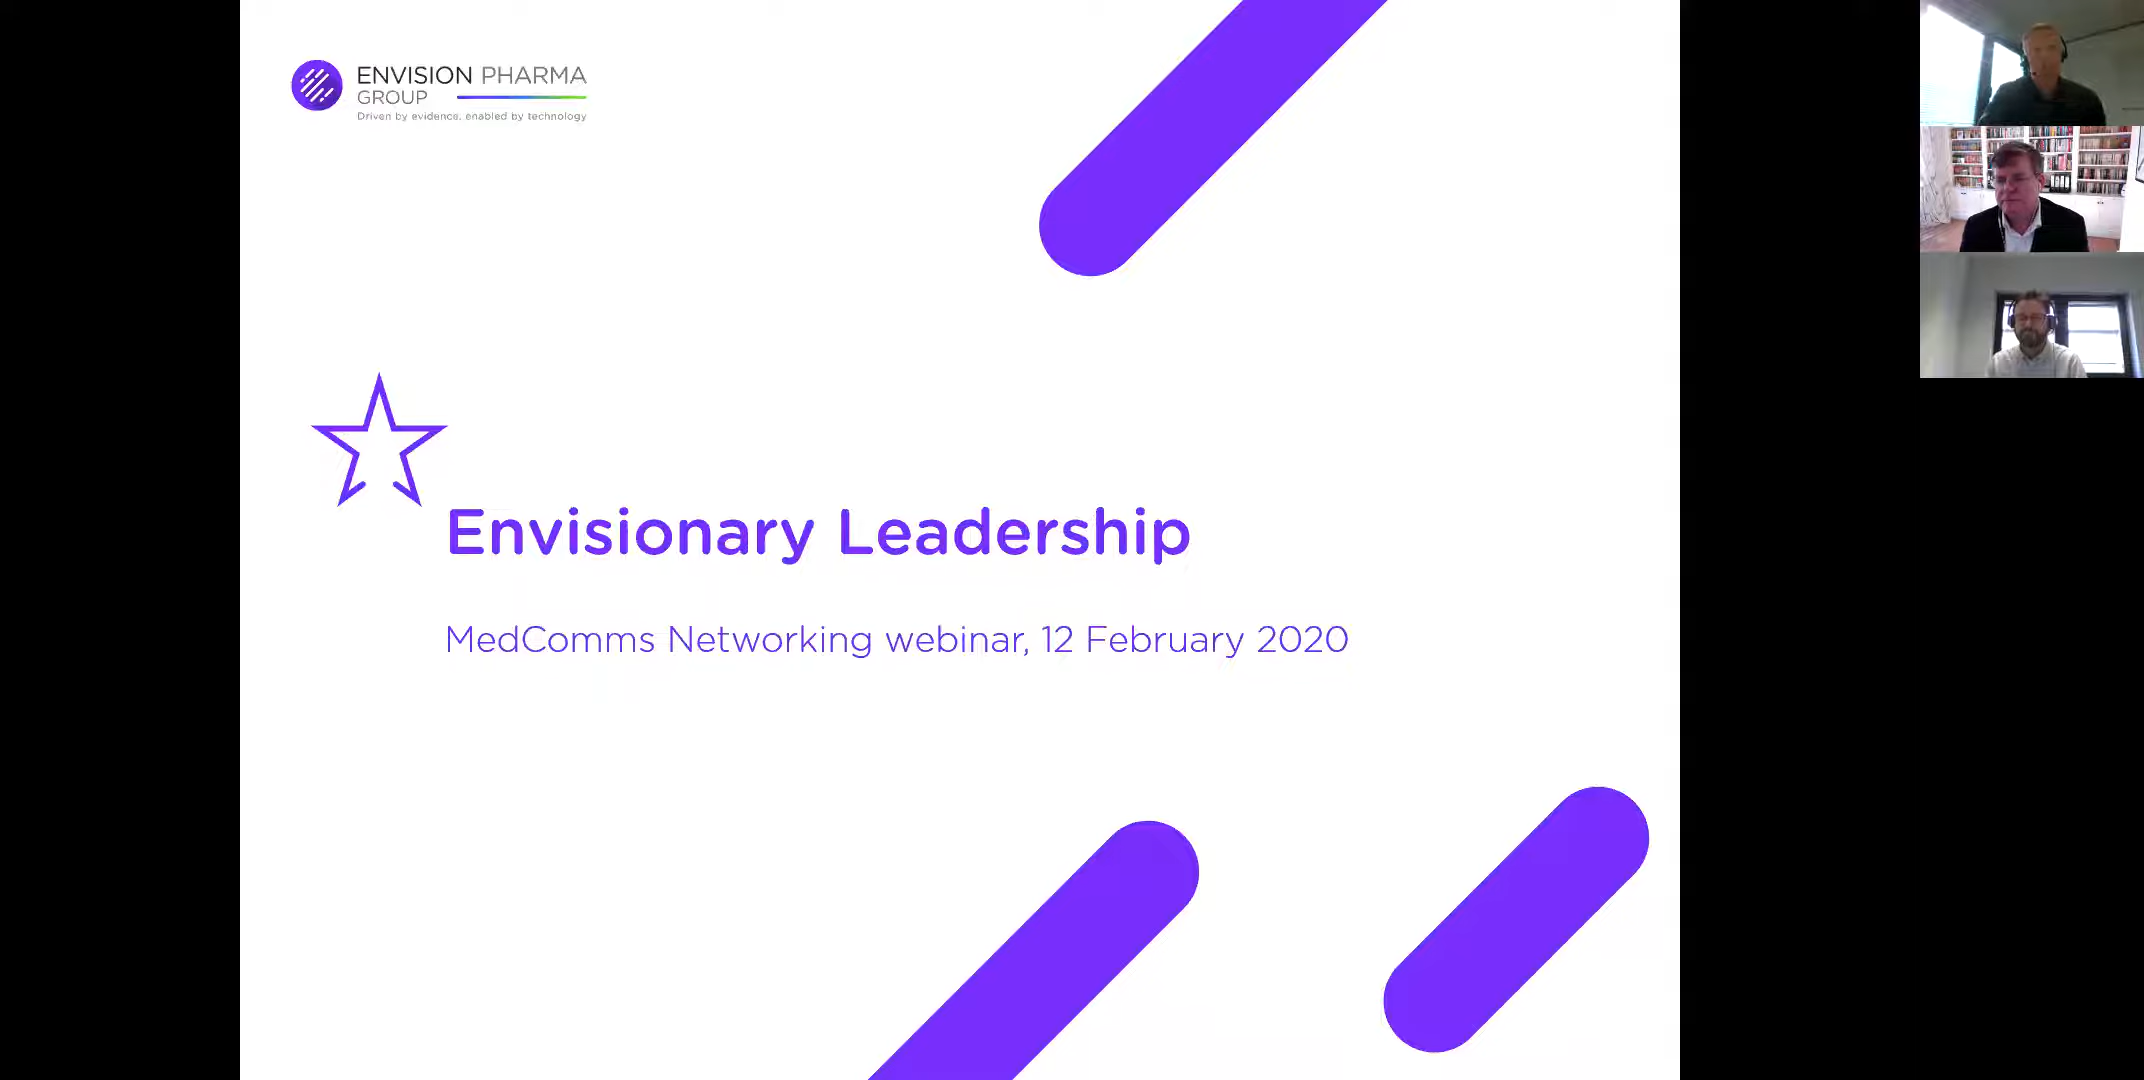 ENVISION PHARMA
GROUP
Driven by evidence, enabled by technology
Envisionary Leadership
MedComms Networking webinar, 12 February 2020